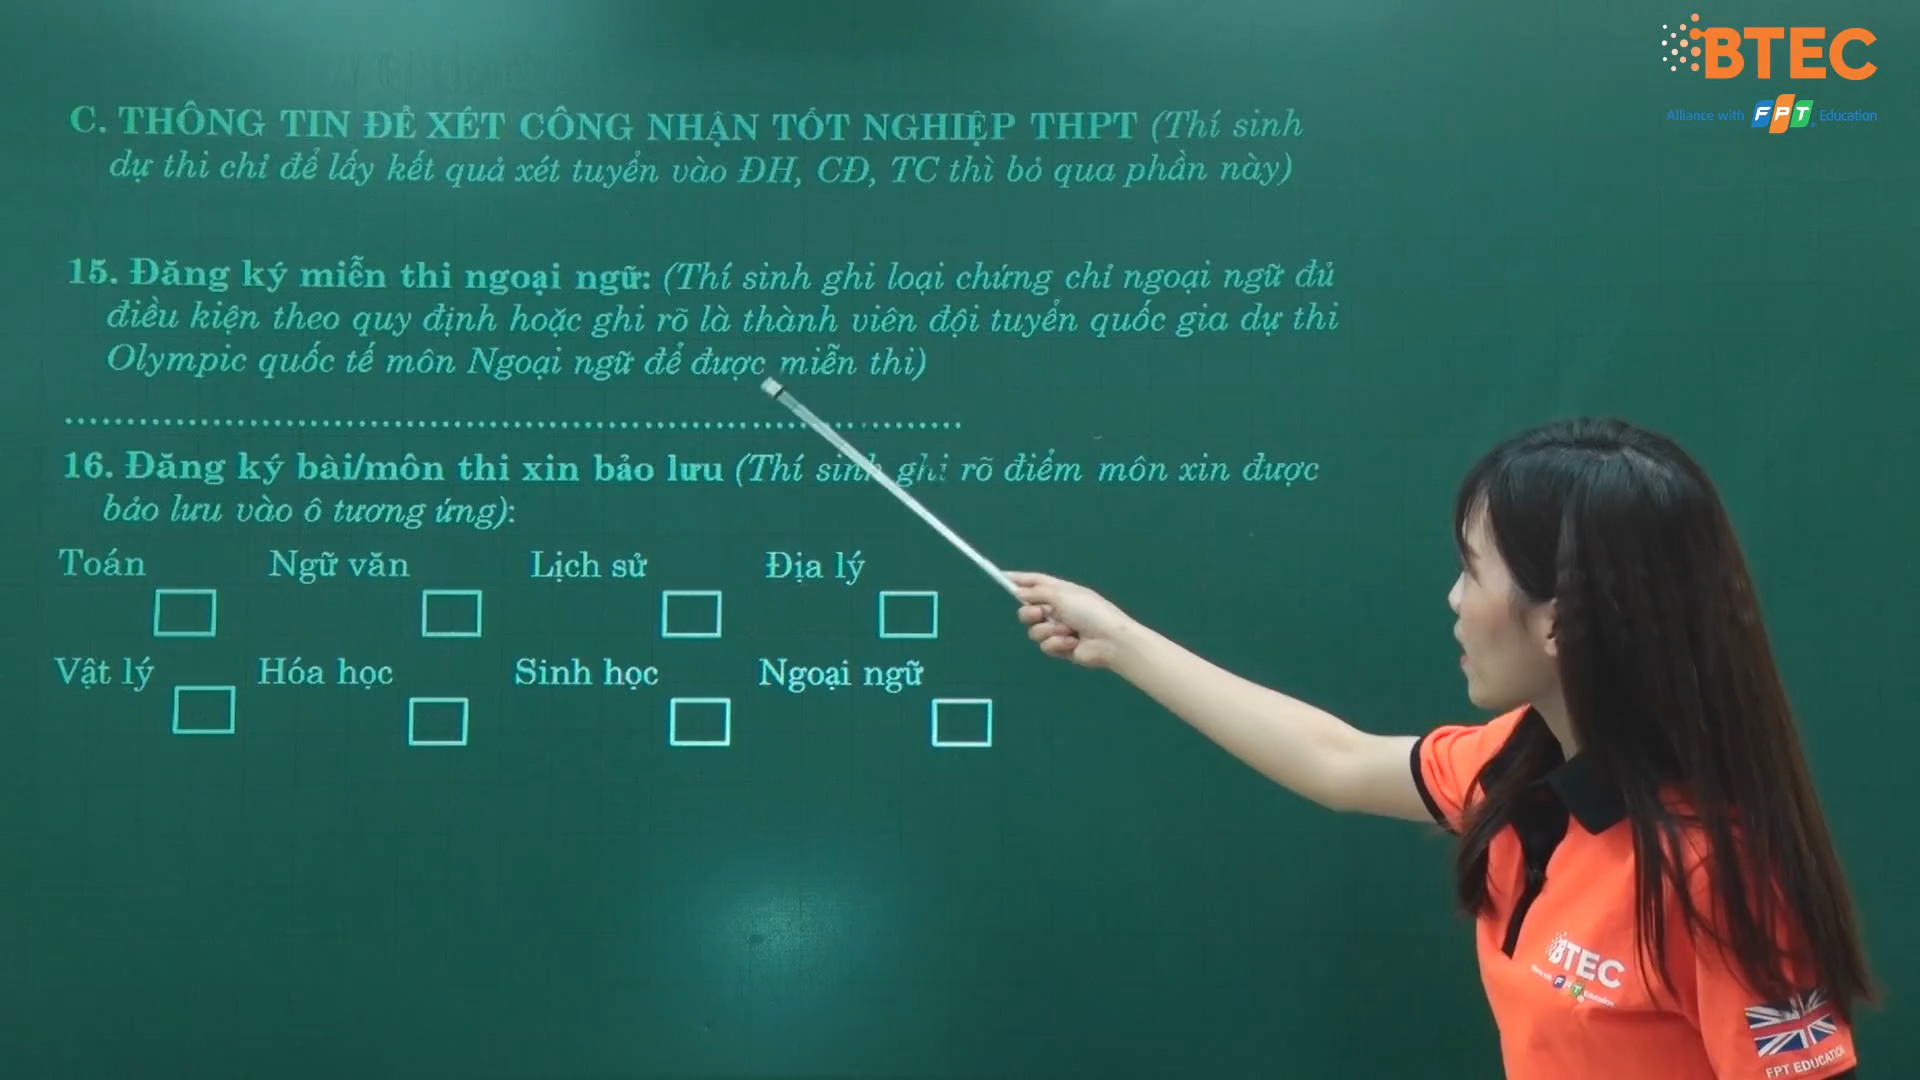 BTEC
Alliance with FPT Education
C. THÔNG TIN ĐỂ XÉT CÔNG NHẬN TỐT NGHIỆP THPT (Thí sinh
dự thi chỉ để lấy kết quả xét tuyển vào ĐH, CĐ, TC thì bỏ qua phần này)
15. Đăng ký miễn thi ngoại ngữ: (Thí sinh ghi loại chứng chỉ ngoại ngữ đủ
điều kiện theo quy định hoặc ghi rõ là thành viên đội tuyển quốc gia dự thi
Olympic quốc tế môn Ngoại ngữ để được miễn thi)
16. Đăng ký bài/môn thi xin bảo lưu (Thí sinh ghi rõ điểm môn xin được
bảo lưu vào ô tương ứng):
Toán Ngữ văn Lịch sử Địa lý
Vật lý Hóa học Sinh học Ngoại ngữ
BTEC
FPT Education
FPT EDUCATION